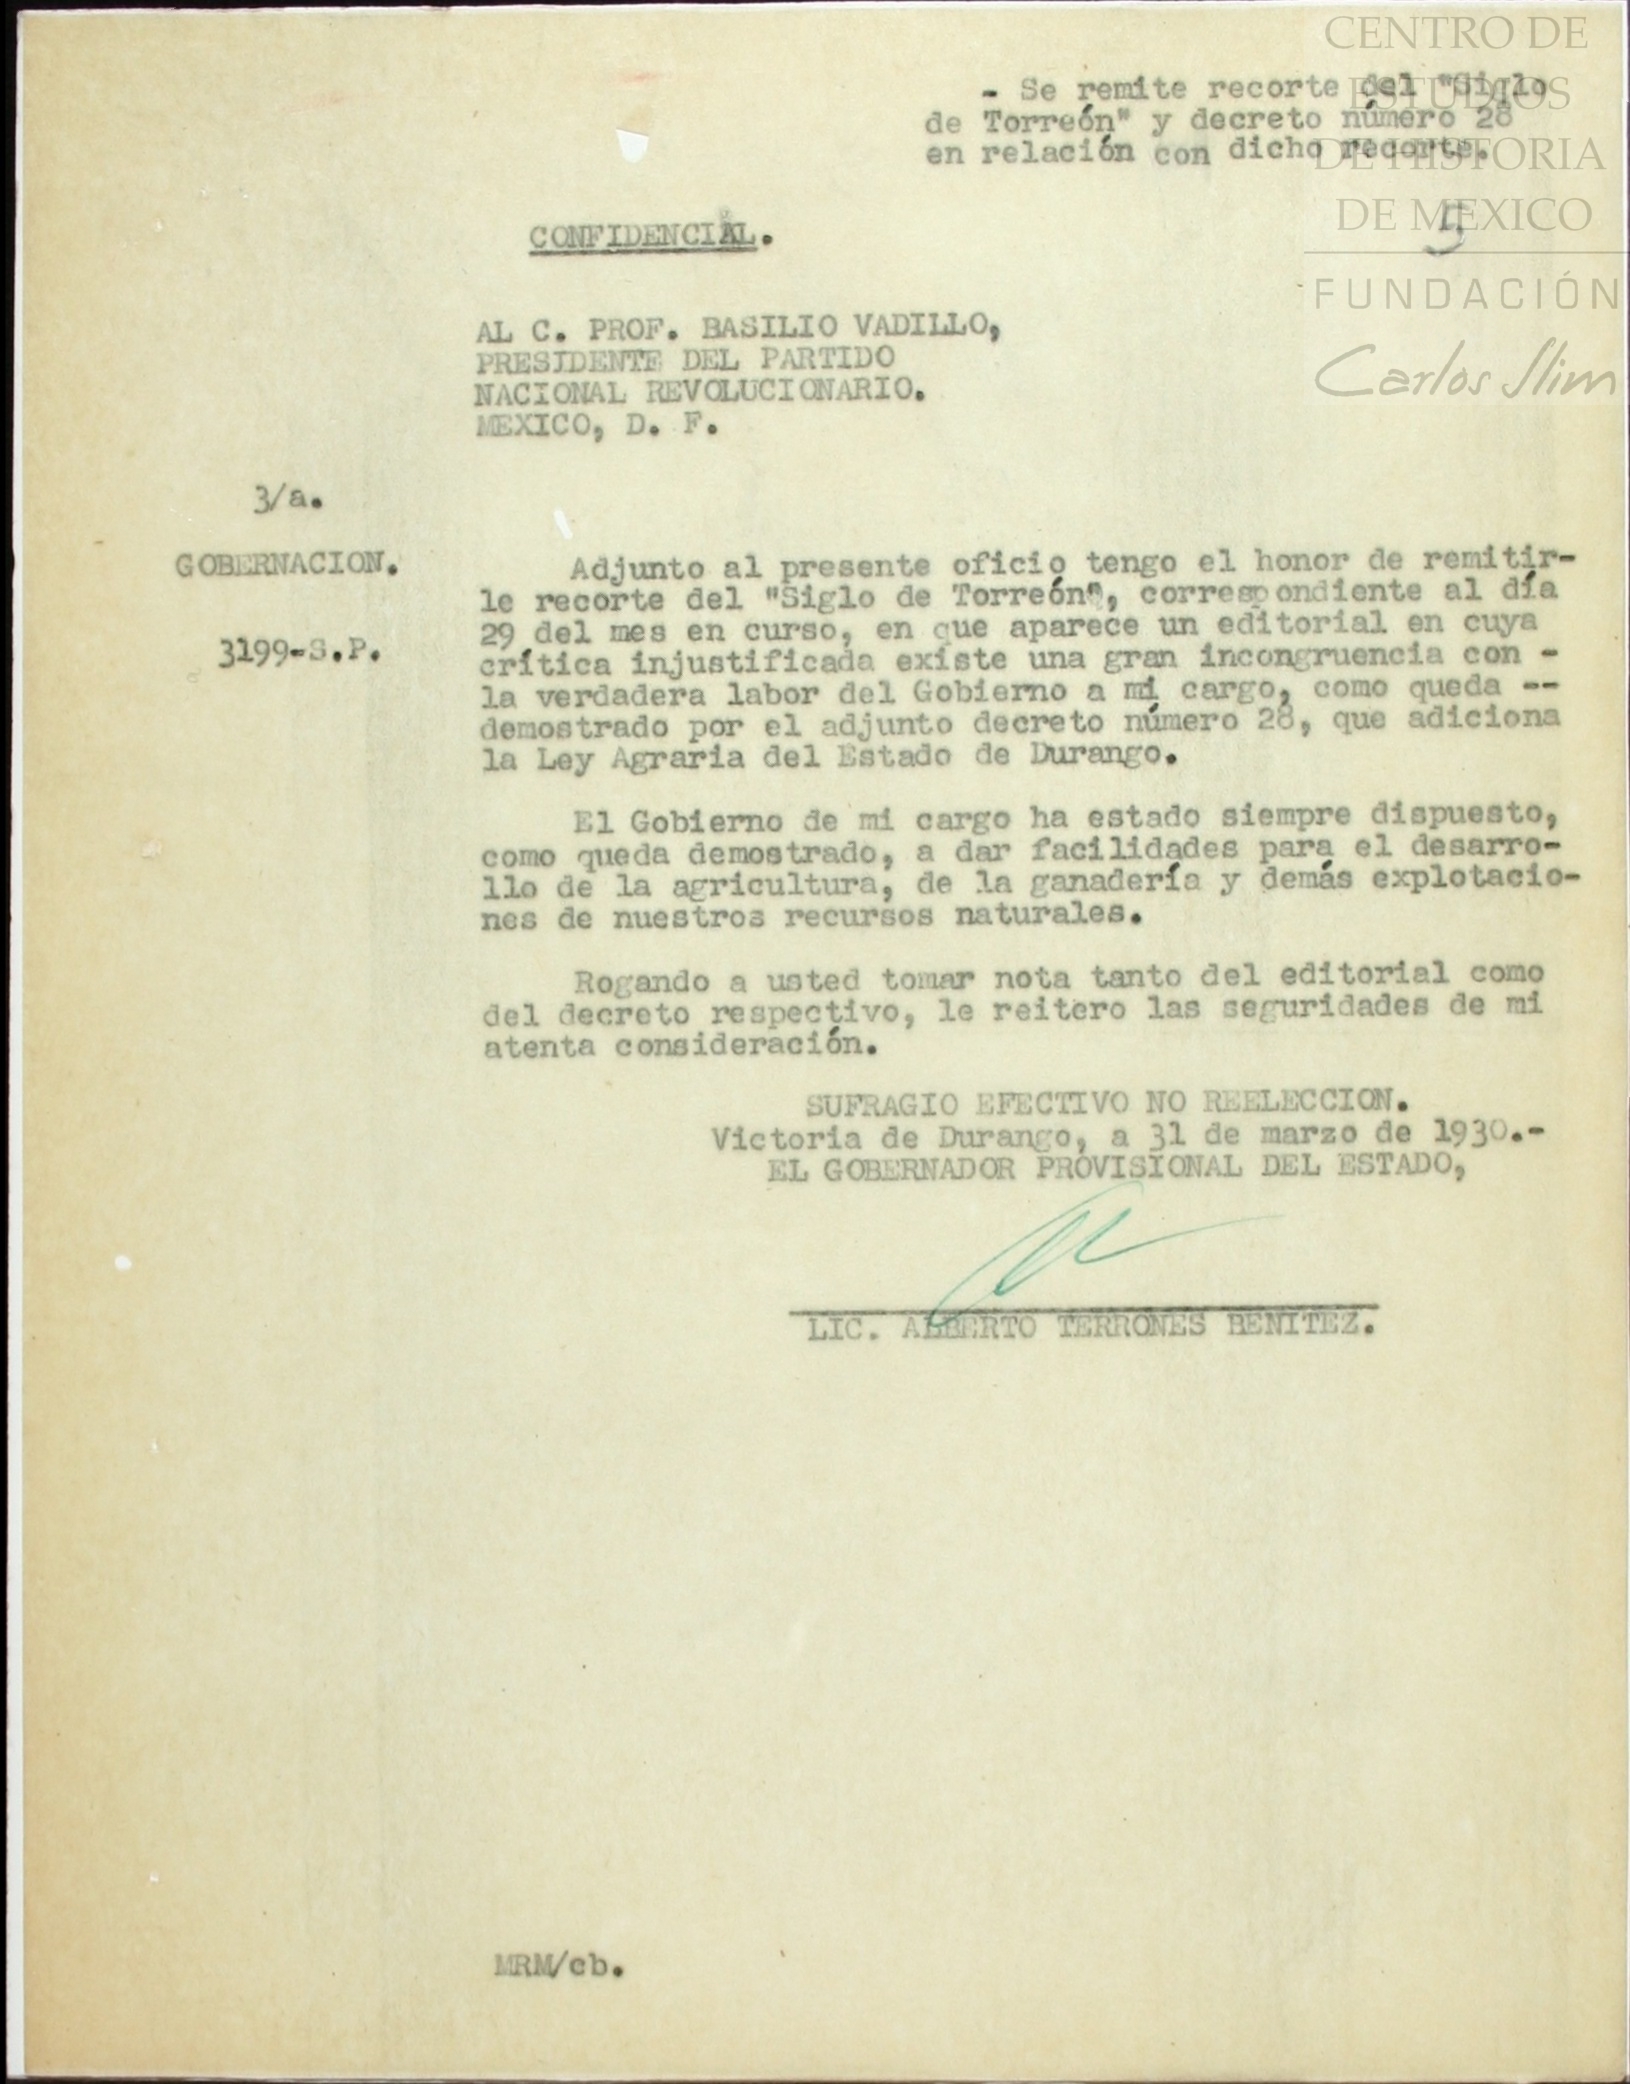 CENTRO DE
ESTUDIOS
DE HISTORIA
DE MEXICO
FUNDACIÓN
Carlos Slim
- Se remite recorte del "Siglo
de Torreón" y decreto número 28
en relación con dicho recorte.
5
CONFIDENCIAL.
AL C. PROF. BASILIO VADILLO,
PRESIDENTE DEL PARTIDO
NACIONAL REVOLUCIONARIO.
MEXICO, D. F.
3/a.
GOBERNACION.
3199-S.P.
Adjunto al presente oficio tengo el honor de remitir-
le recorte del "Siglo de Torreón", correspondiente al día
29 del mes en curso, en que aparece un editorial en cuya
crítica injustificada existe una gran incongruencia con -
la verdadera labor del Gobierno a mi cargo, como queda --
demostrado por el adjunto decreto número 28, que adiciona
la Ley Agraria del Estado de Durango.
El Gobierno de mi cargo ha estado siempre dispuesto,
como queda demostrado, a dar facilidades para el desarro-
llo de la agricultura, de la ganadería y demás explotacio-
nes de nuestros recursos naturales.
Rogando a usted tomar nota tanto del editorial como
del decreto respectivo, le reitero las seguridades de mi
atenta consideración.
SUFRAGIO EFECTIVO NO REELECCION.
Victoria de Durango, a 31 de marzo de 1930.-
EL GOBERNADOR PROVISIONAL DEL ESTADO,
LIC. ALBERTO TERRONES BENITEZ.
MRM/cb.